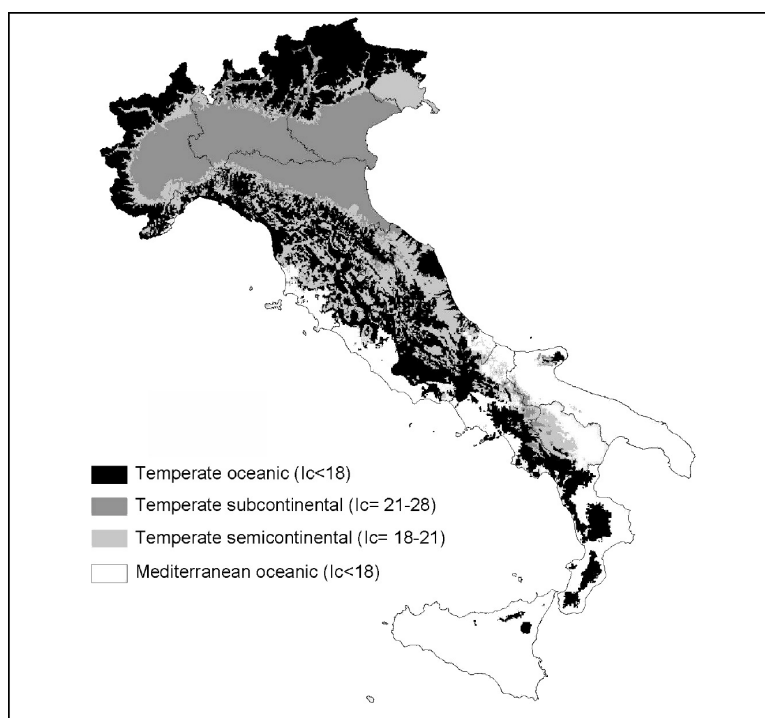 Temperate oceanic (Ic<18)
Temperate subcontinental (Ic= 21-28)
Temperate semicontinental (Ic= 18-21)
Mediterranean oceanic (Ic<18)